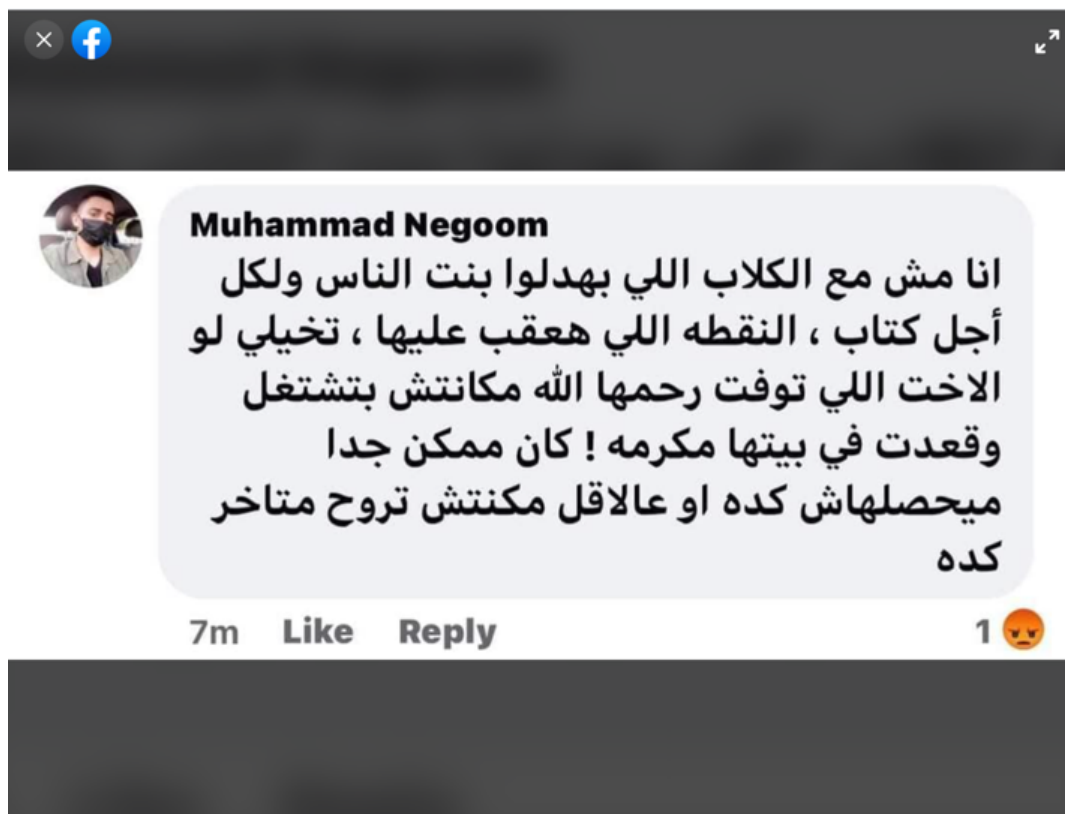 Muhammad Negoom
انا مش مع الكلاب اللي بهدلوا بنت الناس ولكل
أجل كتاب ، النقطه اللي هعقب عليها ، تخيلي لو
الاخت اللي توفت رحمها الله مكانتش بتشتغل
وقعدت في بيتها مكرمه ! كان ممكن جدا
ميحصلهاش كده او عالاقل مكنتش تروح متاخر
كده
7m Like Reply 1